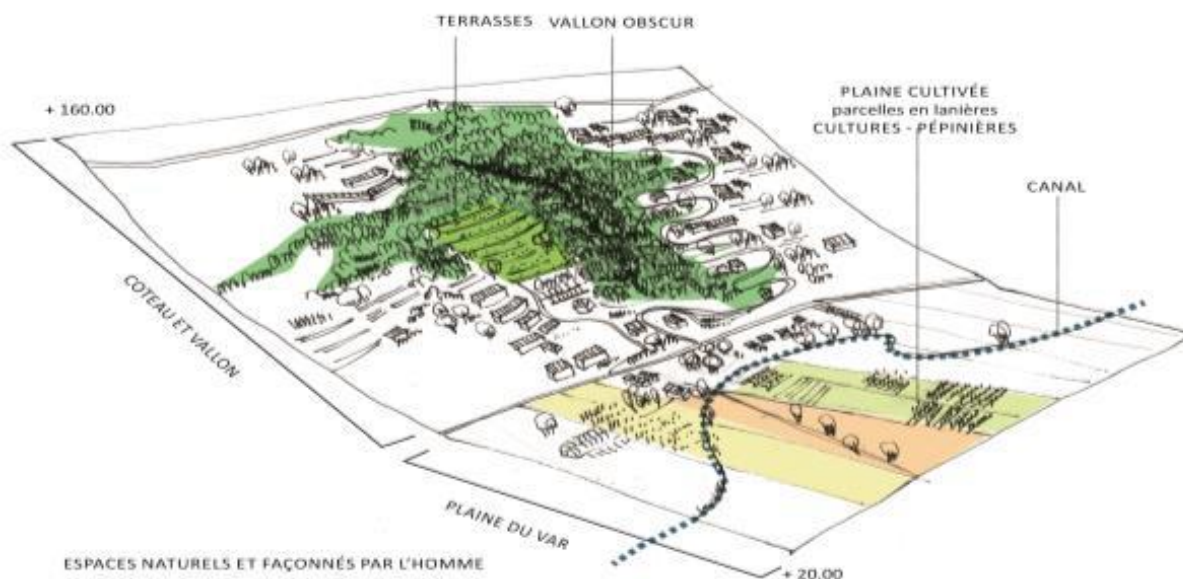 TERRASSES
VALLON OBSCUR
+ 160.00
PLAINE CULTIVÉE
parcelles en lanières
CULTURES - PÉPINIÈRES
CANAL
COTEAU ET VALLON
PLAINE DU VAR
ESPACES NATURELS ET FAÇONNÉS PAR L'HOMME
+ 20.00